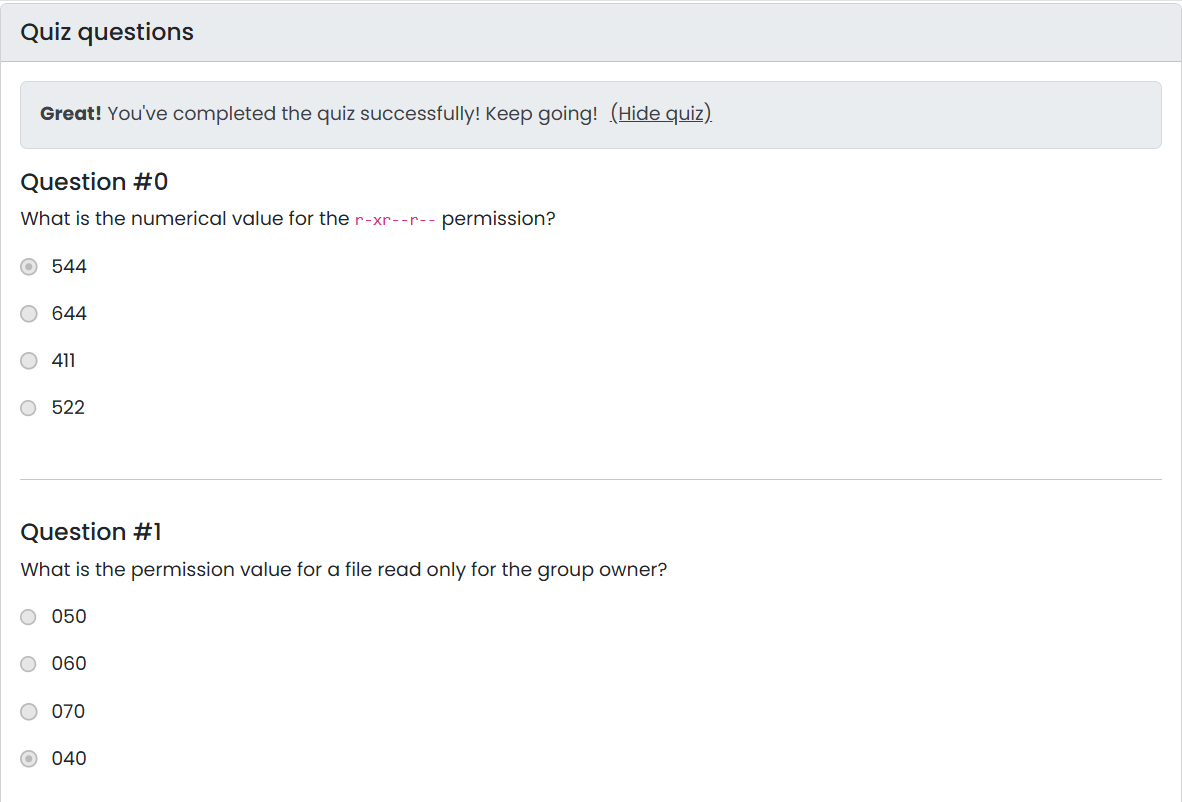 Quiz questions
Great! You've completed the quiz successfully! Keep going! (Hide quiz)
Question #0
What is the numerical value for the r-xr--r-- permission?
544
644
411
522
Question #1
What is the permission value for a file read only for the group owner?
050
060
070
040